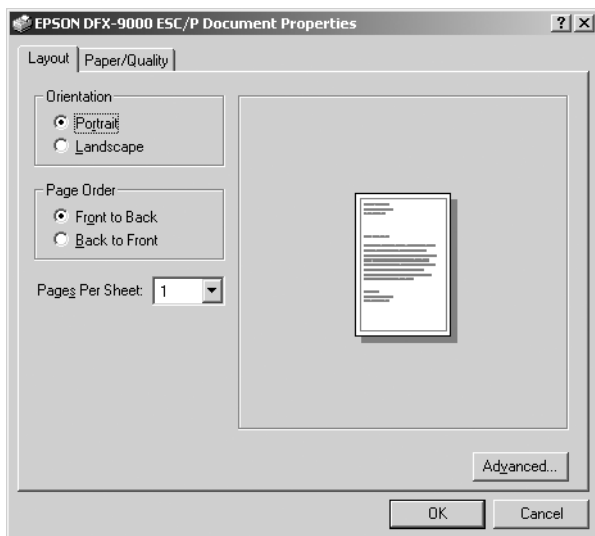 EPSON DFX-9000 ESC/P Document Properties
Layout Paper/Quality
Orientation
Portrait
Landscape
Page Order
Front to Back
Back to Front
Pages Per Sheet: 1
Advanced...
OK Cancel